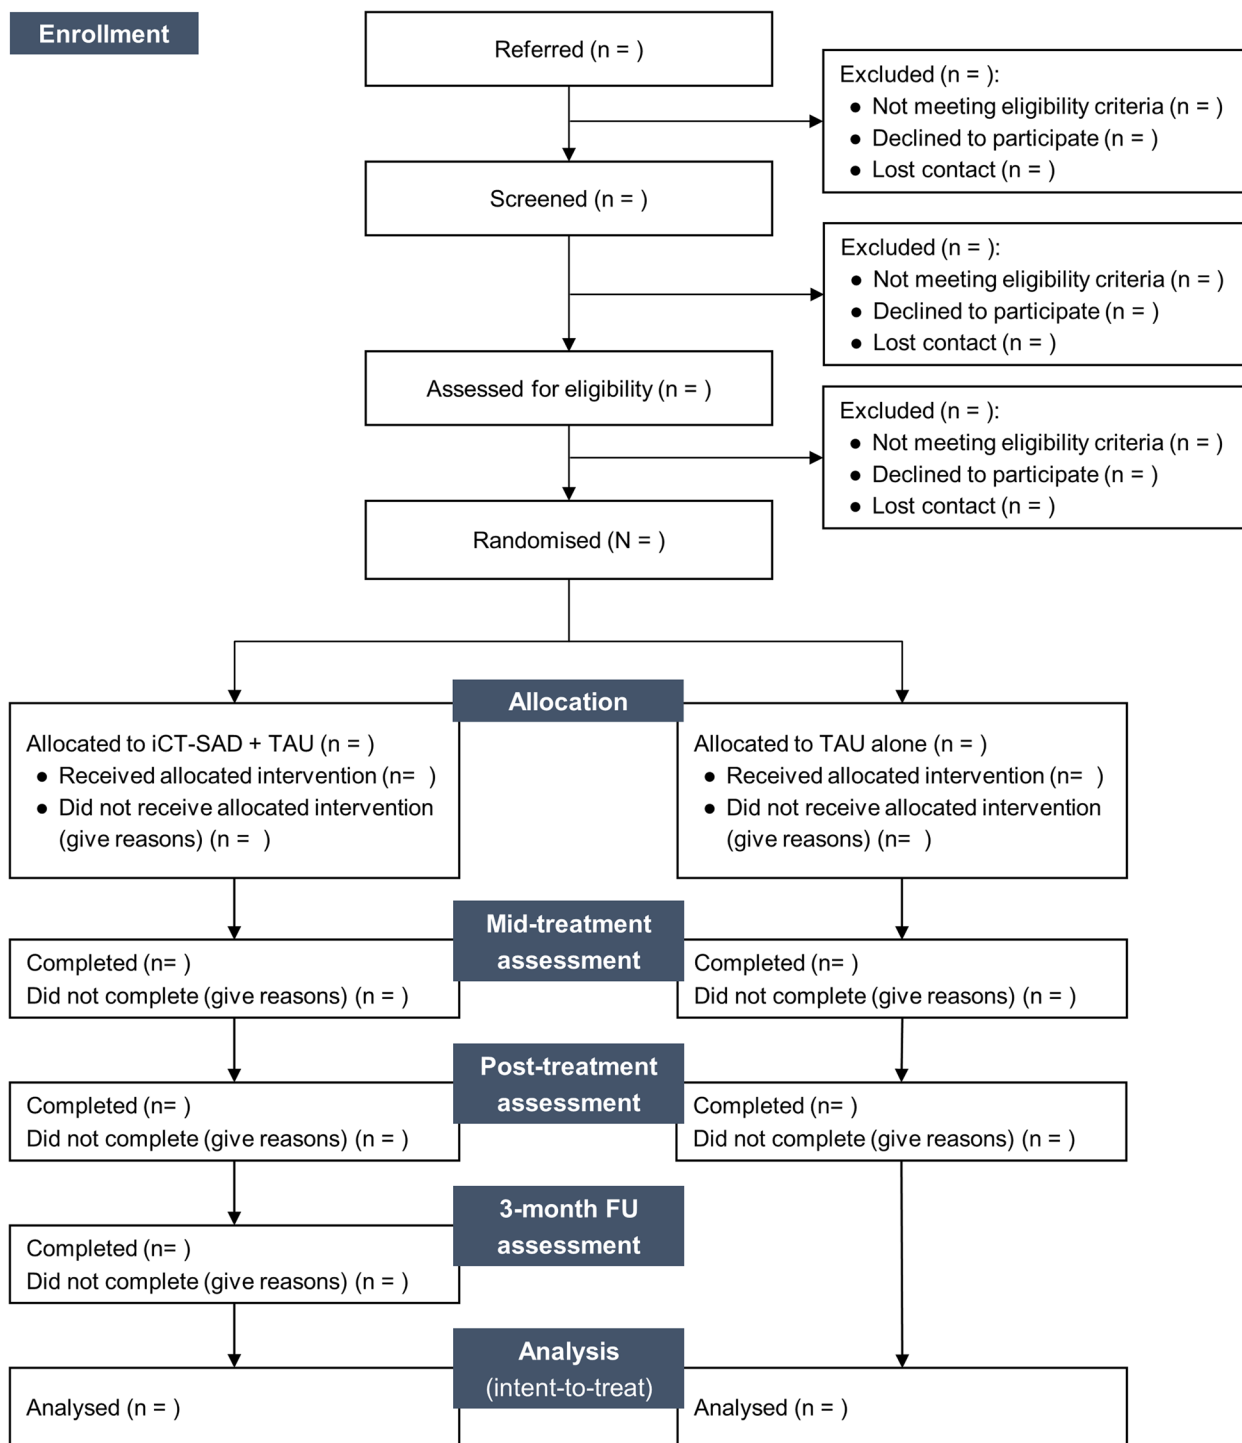 Enrollment
Referred (n = )
Excluded (n = ):
● Not meeting eligibility criteria (n = )
● Declined to participate (n = )
● Lost contact (n = )
Screened (n = )
Excluded (n = ):
● Not meeting eligibility criteria (n = )
● Declined to participate (n = )
● Lost contact (n = )
Assessed for eligibility (n = )
Excluded (n = ):
● Not meeting eligibility criteria (n = )
● Declined to participate (n = )
● Lost contact (n = )
Randomised (N = )
Allocation
Allocated to iCT-SAD + TAU (n = )
● Received allocated intervention (n=  )
● Did not receive allocated intervention
(give reasons) (n =  )
Allocated to TAU alone (n = )
● Received allocated intervention (n=  )
● Did not receive allocated intervention
(give reasons) (n=  )
Mid-treatment
assessment
Completed (n= )
Did not complete (give reasons) (n = )
Completed (n= )
Did not complete (give reasons) (n = )
Post-treatment
assessment
Completed (n= )
Did not complete (give reasons) (n = )
Completed (n= )
Did not complete (give reasons) (n = )
3-month FU
assessment
Completed (n= )
Did not complete (give reasons) (n = )
Analysis
(intent-to-treat)
Analysed (n = )
Analysed (n = )